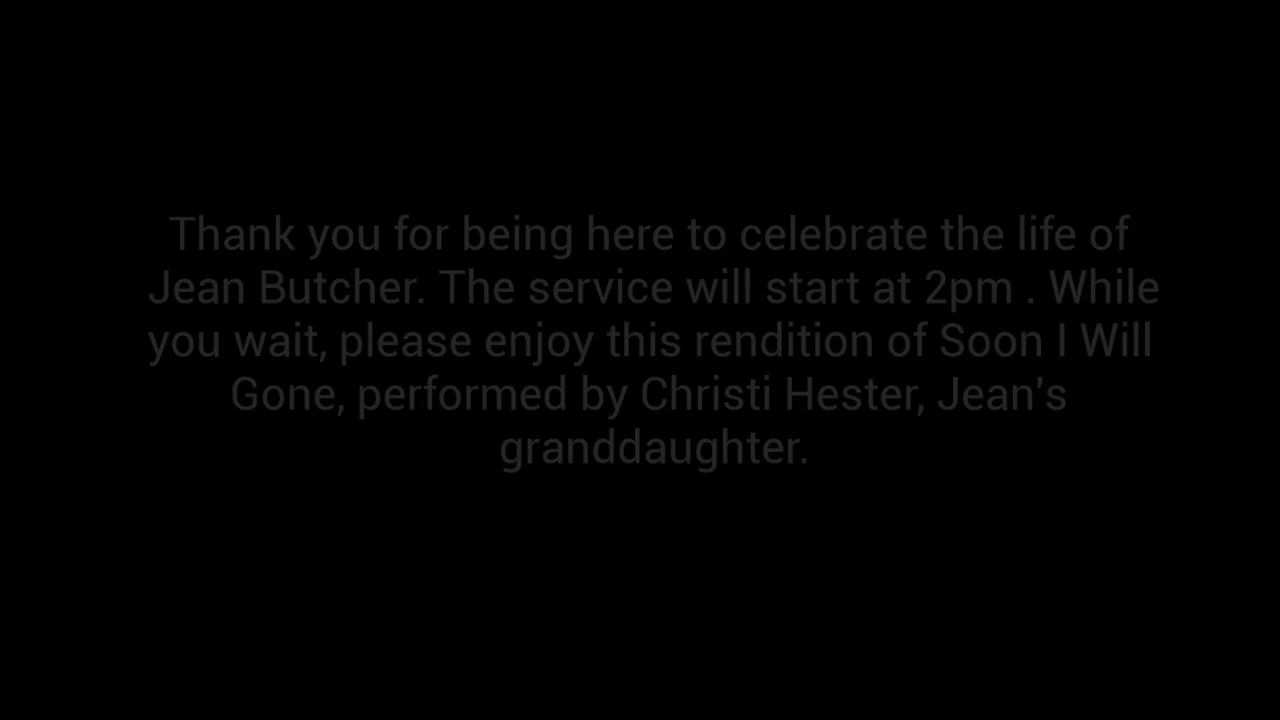 Thank you for being here to celebrate the life of
Jean Butcher. The service will start at 2pm . While
you wait, please enjoy this rendition of Soon I Will
Gone, performed by Christi Hester, Jean's
granddaughter.